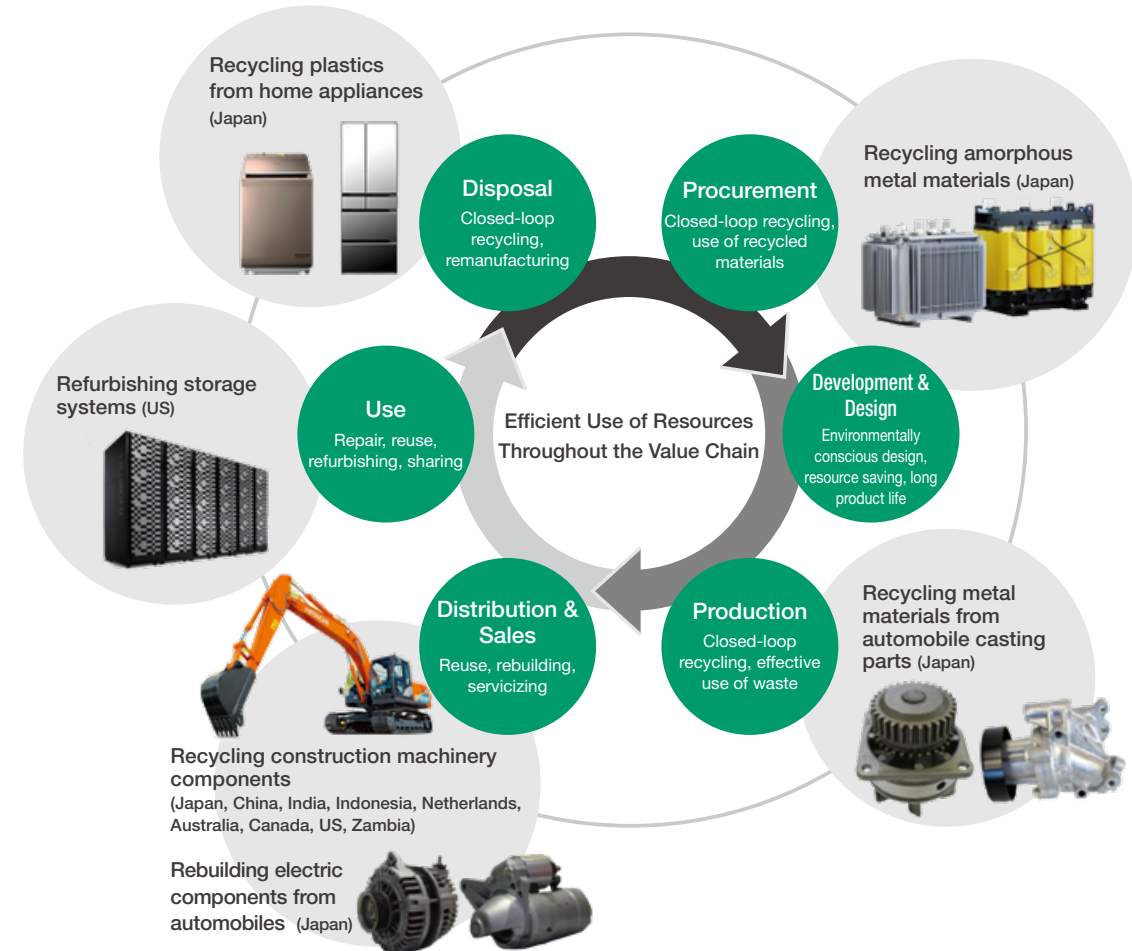 Recycling plastics
from home appliances
(Japan)
Disposal
Closed-loop
recycling,
remanufacturing
Procurement
Closed-loop recycling,
use of recycled
materials
Recycling amorphous
metal materials (Japan)
Refurbishing storage
systems (US)
Use
Repair, reuse,
refurbishing, sharing
Efficient Use of Resources
Throughout the Value Chain
Development &
Design
Environmentally
conscious design,
resource saving, long
product life
Distribution &
Sales
Reuse, rebuilding,
servicizing
Production
Closed-loop
recycling, effective
use of waste
Recycling metal
materials from
automobile casting
parts (Japan)
Recycling construction machinery
components
(Japan, China, India, Indonesia, Netherlands,
Australia, Canada, US, Zambia)
Rebuilding electric
components from
automobiles (Japan)